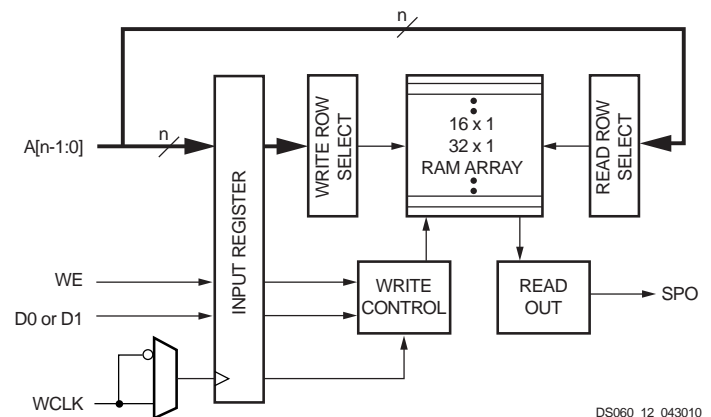 n
A[n-1:0]
n
INPUT REGISTER
WRITE ROW
SELECT
16 x 1
32 x 1
RAM ARRAY
READ ROW
SELECT
WE
D0 or D1
WRITE
CONTROL
READ
OUT
SPO
WCLK
DS060_12_043010